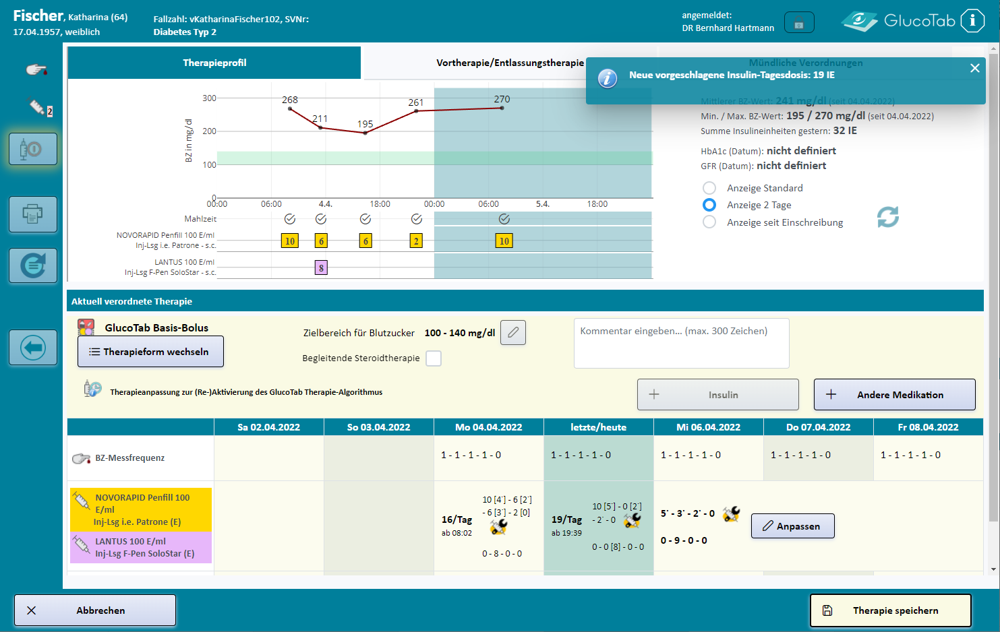 Fischer, Katharina (64)
17.04.1957, weiblich
Fallzahl: vKatharinaFischer102, SVNr:
Diabetes Typ 2
angemeldet:
DR Bernhard Hartmann
GlucoTab
i
2
Therapieprofil
Vortherapie/Entlassungstherapie
Mündliche Verordnungen
Neue vorgeschlagene Insulin-Tagesdosis: 19 IE
Mittlerer BZ-Wert: 241 mg/dl (seit 04.04.2022)
Min. / Max. BZ-Wert: 195 / 270 mg/dl (seit 04.04.2022)
Summe Insulineinheiten gestern: 32 IE
HbA1c (Datum): nicht definiert
GFR (Datum): nicht definiert
Anzeige Standard
Anzeige 2 Tage
Anzeige seit Einschreibung
BZ in mg/dl
300
200
100
0
268
211
195
261
270
00:00 06:00 4.4. 18:00 00:00 06:00 5.4. 18:00
Mahlzeit
NOVORAPID Penfill 100 E/ml
Inj-Lsg i.e. Patrone - s.c.
10 6 6 2 10
LANTUS 100 E/ml
Inj-Lsg F-Pen SoloStar - s.c.
8
Aktuell verordnete Therapie
GlucoTab Basis-Bolus
Therapieform wechseln
Zielbereich für Blutzucker 100 - 140 mg/dl
Begleitende Steroidtherapie
Kommentar eingeben... (max. 300 Zeichen)
Therapieanpassung zur (Re-)Aktivierung des GlucoTab Therapie-Algorithmus
Insulin
Andere Medikation
Sa 02.04.2022 So 03.04.2022 Mo 04.04.2022 letzte/heute Mi 06.04.2022 Do 07.04.2022 Fr 08.04.2022
BZ-Messfrequenz
1 - 1 - 1 - 1 - 0 1 - 1 - 1 - 1 - 0 1 - 1 - 1 - 1 - 0 1 - 1 - 1 - 1 - 0 1 - 1 - 1 - 1 - 0
NOVORAPID Penfill 100
E/ml
Inj-Lsg i.e. Patrone (E)
LANTUS 100 E/ml
Inj-Lsg F-Pen SoloStar (E)
16/Tag
ab 08:02
10 [4*] - 6 [2*]
- 6 [3*] - 2 [0]
0 - 8 - 0 - 0
19/Tag
ab 19:39
10 [5*] - 0 [2*]
- 2* - 0
0 - 0 [8] - 0 - 0
5* - 3* - 2* - 0
0 - 9 - 0 - 0
Anpassen
Abbrechen
Therapie speichern